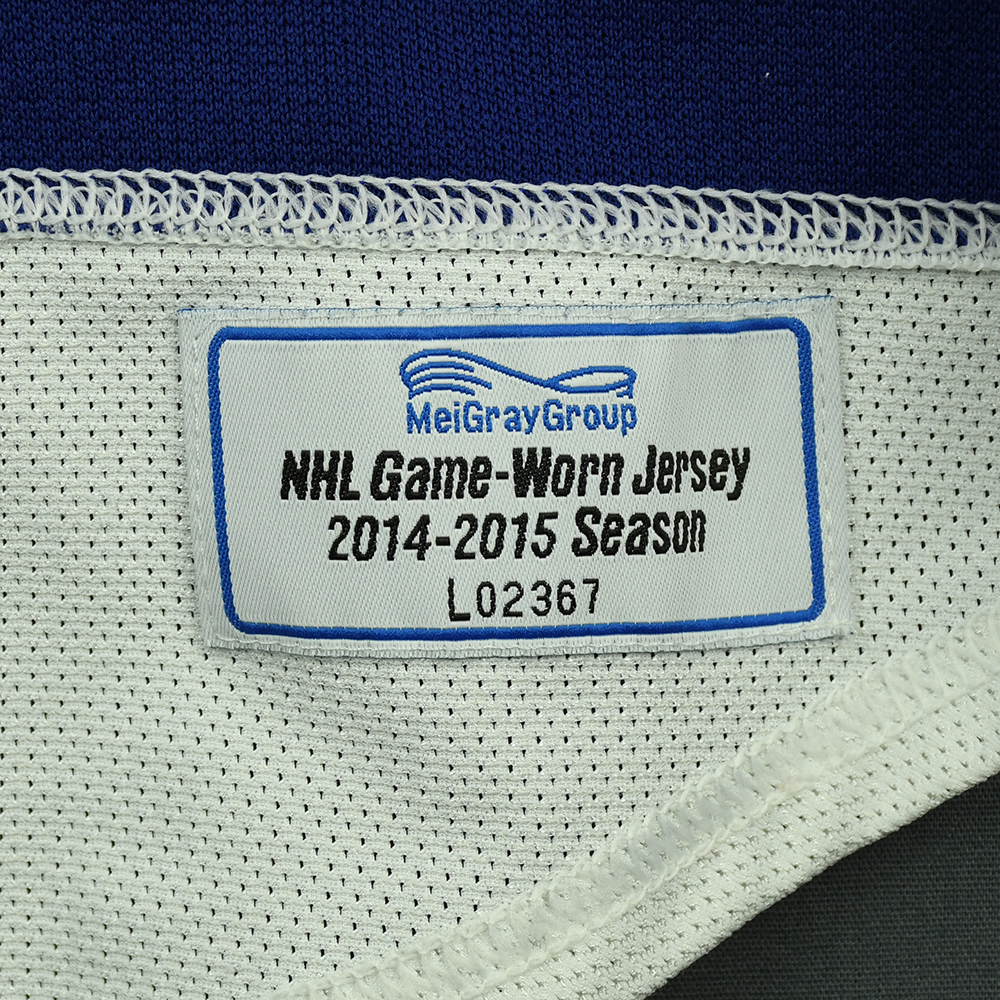 MeiGrayGroup
NHL Game-Worn Jersey
2014-2015 Season
L02367